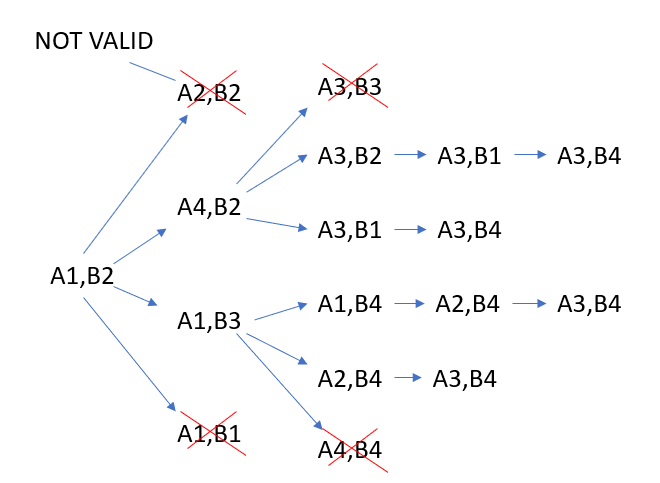 NOT VALID
A2,B2
A3,B3
A3,B2 A3,B1 A3,B4
A4,B2
A3,B1 A3,B4
A1,B2
A1,B3
A1,B4 A2,B4 A3,B4
A2,B4 A3,B4
A1,B1
A4,B4